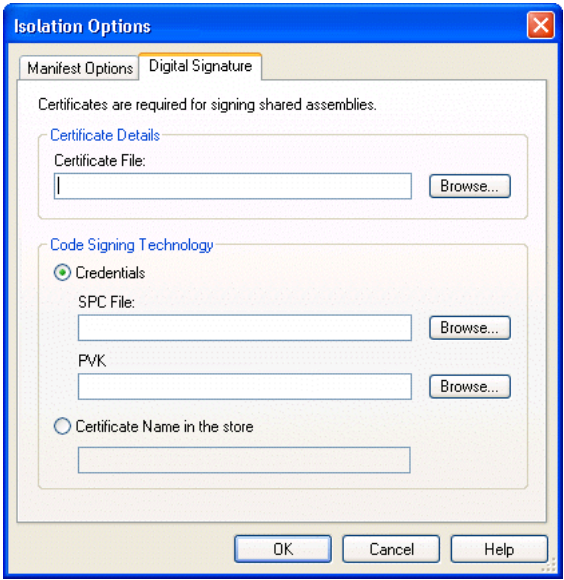 Isolation Options
Manifest Options Digital Signature
Certificates are required for signing shared assemblies.
Certificate Details
Certificate File:
Browse...
Code Signing Technology
Credentials
SPC File:
Browse...
PVK
Browse...
Certificate Name in the store
OK Cancel Help